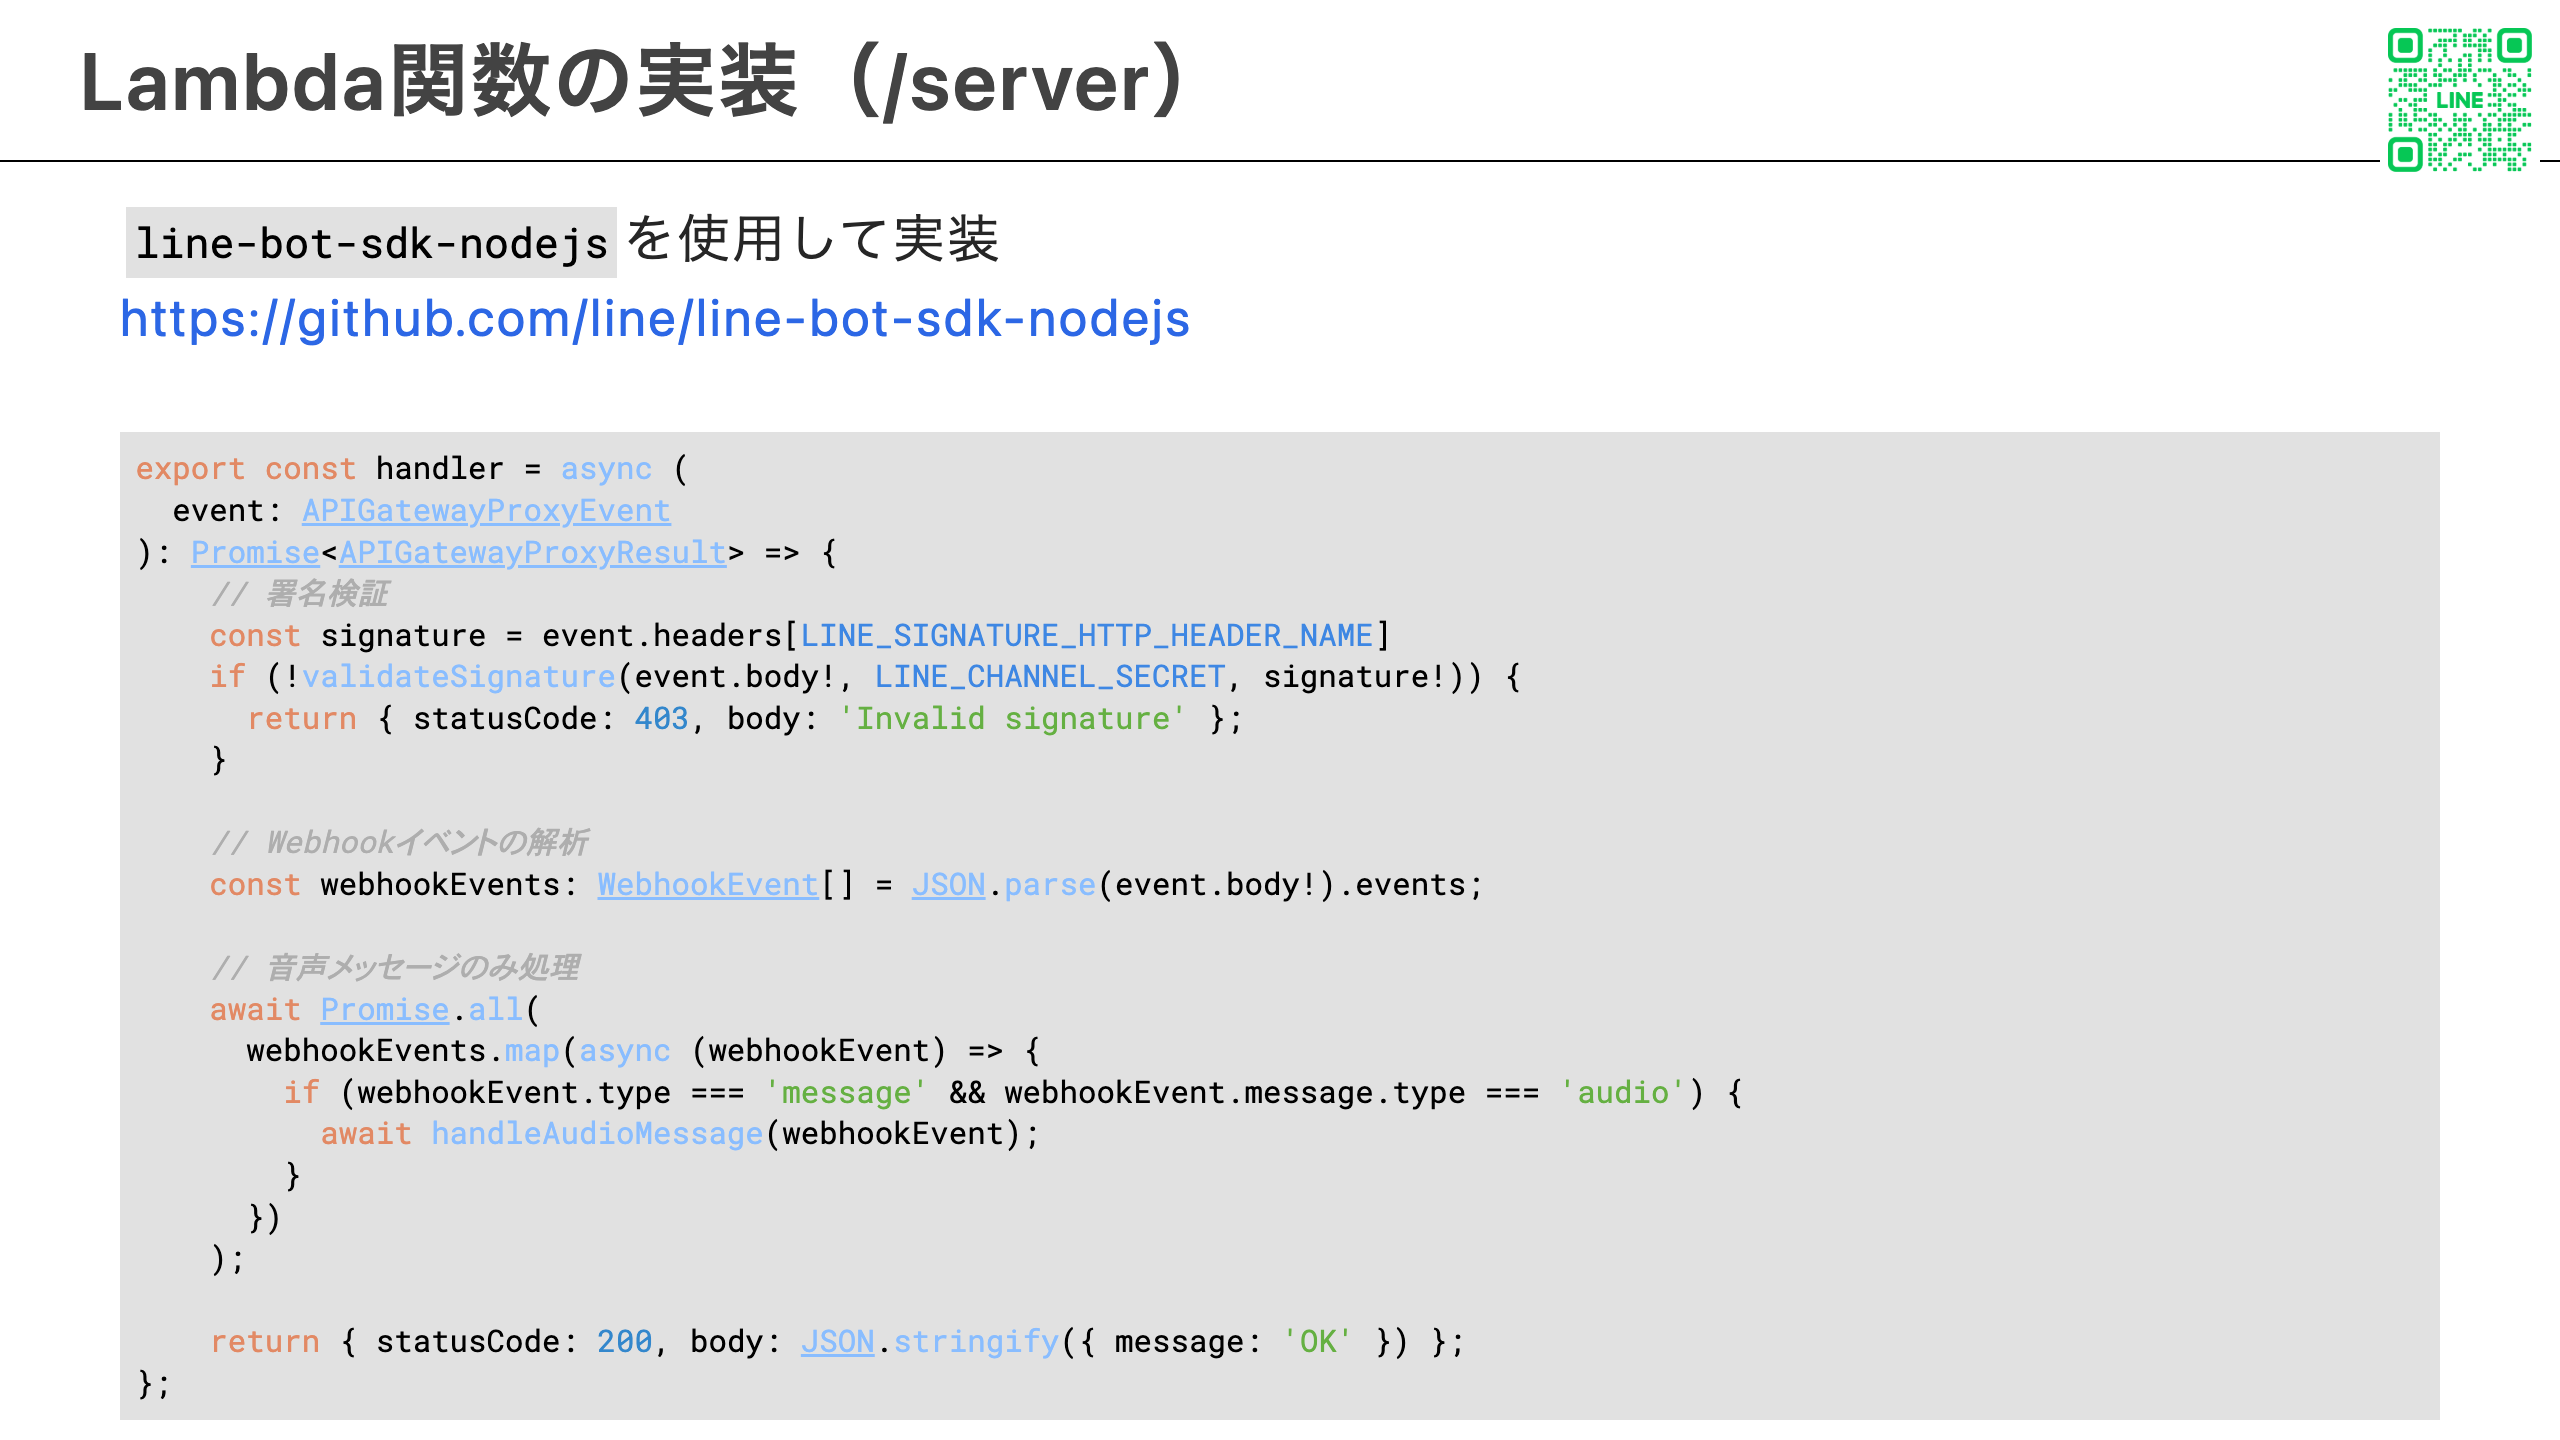 Lambda関数の実装（/server）
LINE
line-bot-sdk-nodejs を使用して実装
https://github.com/line/line-bot-sdk-nodejs
export const handler = async (
  event: APIGatewayProxyEvent
): Promise<APIGatewayProxyResult> => {
    // 署名検証
    const signature = event.headers[LINE_SIGNATURE_HTTP_HEADER_NAME]
    if (!validateSignature(event.body!, LINE_CHANNEL_SECRET, signature!)) {
      return { statusCode: 403, body: 'Invalid signature' };
    }
    // Webhookイベントの解析
    const webhookEvents: WebhookEvent[] = JSON.parse(event.body!).events;
    // 音声メッセージのみ処理
    await Promise.all(
      webhookEvents.map(async (webhookEvent) => {
        if (webhookEvent.type === 'message' && webhookEvent.message.type === 'audio') {
          await handleAudioMessage(webhookEvent);
        }
      })
    );
    return { statusCode: 200, body: JSON.stringify({ message: 'OK' }) };
};